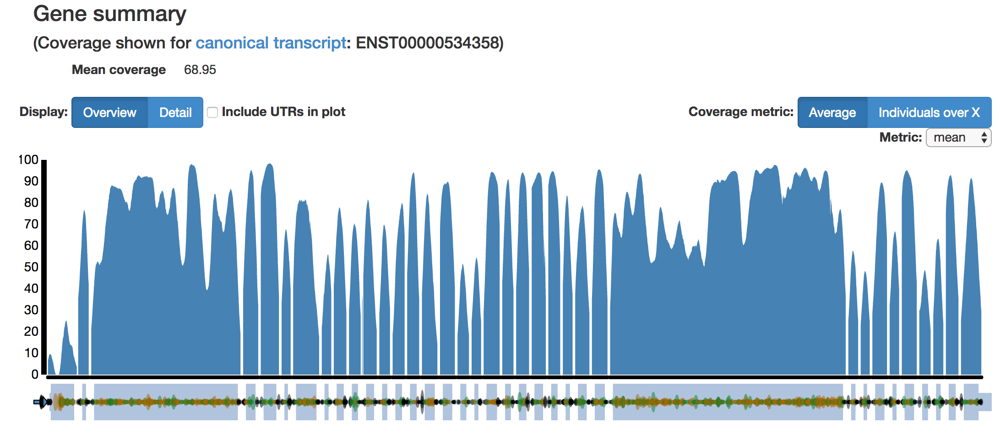 Gene summary
(Coverage shown for canonical transcript: ENST00000534358)
Mean coverage 68.95
Display: Overview Detail Include UTRs in plot
Coverage metric: Average Individuals over X
Metric: mean
100
90
80
70
60
50
40
30
20
10
0